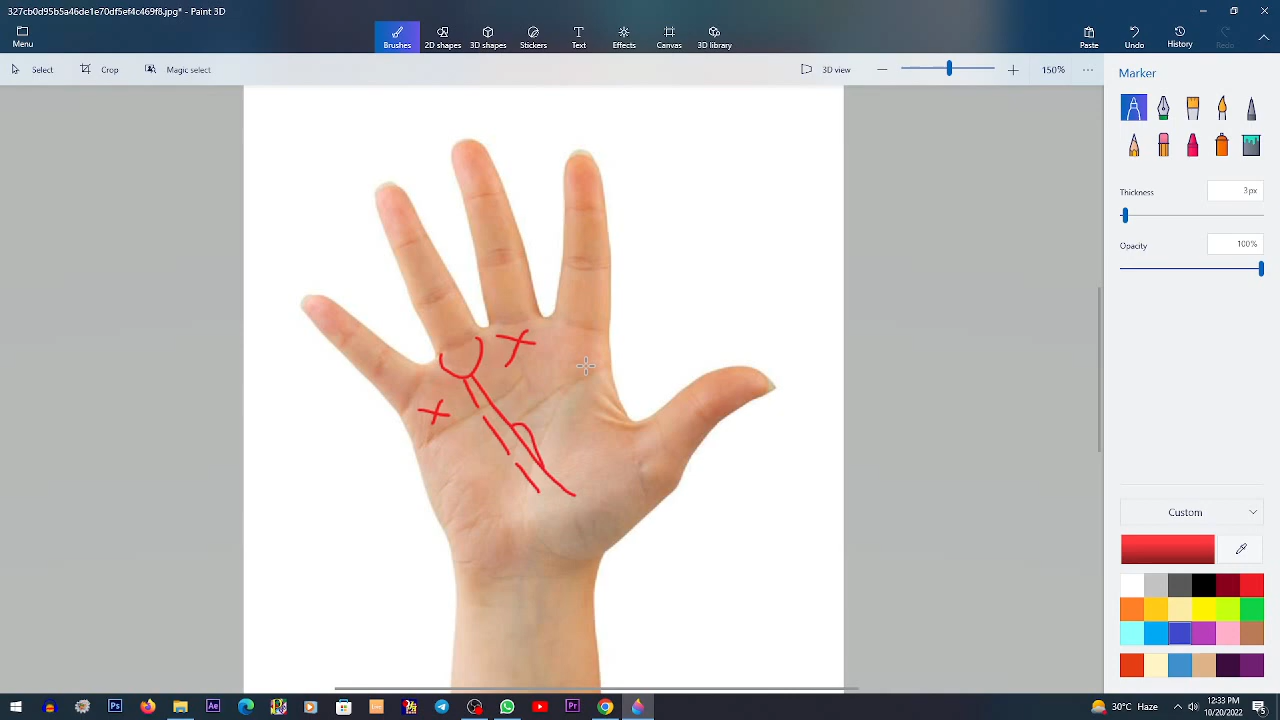 327cb0d95b5a46de1e70df5ef4c46ff8.jpg* - Paint 3D
Menu
Brushes
2D shapes
3D shapes
Stickers
Text
Effects
Canvas
3D library
Paste
Undo
History
Redo
Select
Crop
Magic select
3D view
150%
Marker
Thickness
3px
Opacity
100%
Custom
30°C Haze
12:33 PM
10/20/2022